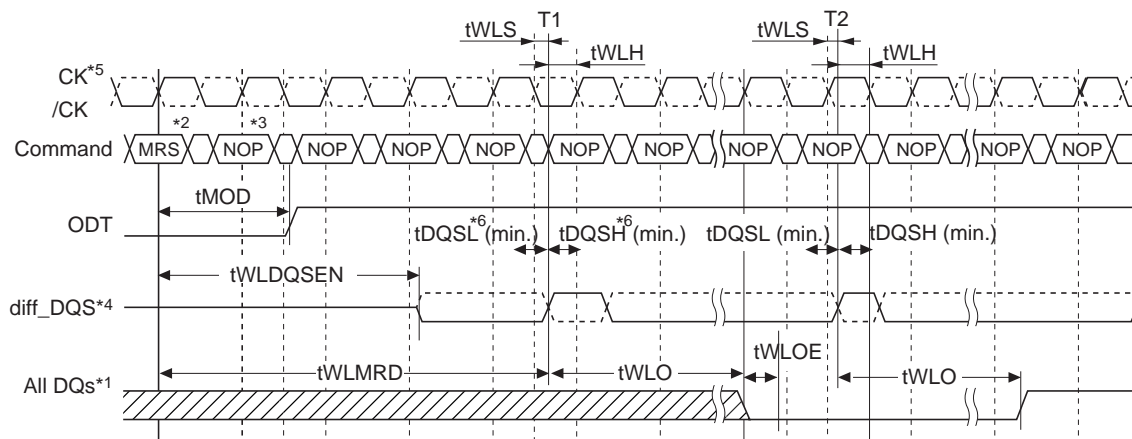 T1 T2
tWLS tWLS
tWLH tWLH
CK*5
/CK
*2 *3
Command MRS NOP NOP NOP NOP NOP NOP NOP NOP NOP NOP NOP
tMOD
ODT
tDQSL*6 (min.) tDQSH*6 (min.) tDQSL (min.) tDQSH (min.)
tWLDQSEN
diff_DQS*4
tWLOE
tWLMRD tWLO tWLO
All DQs*1